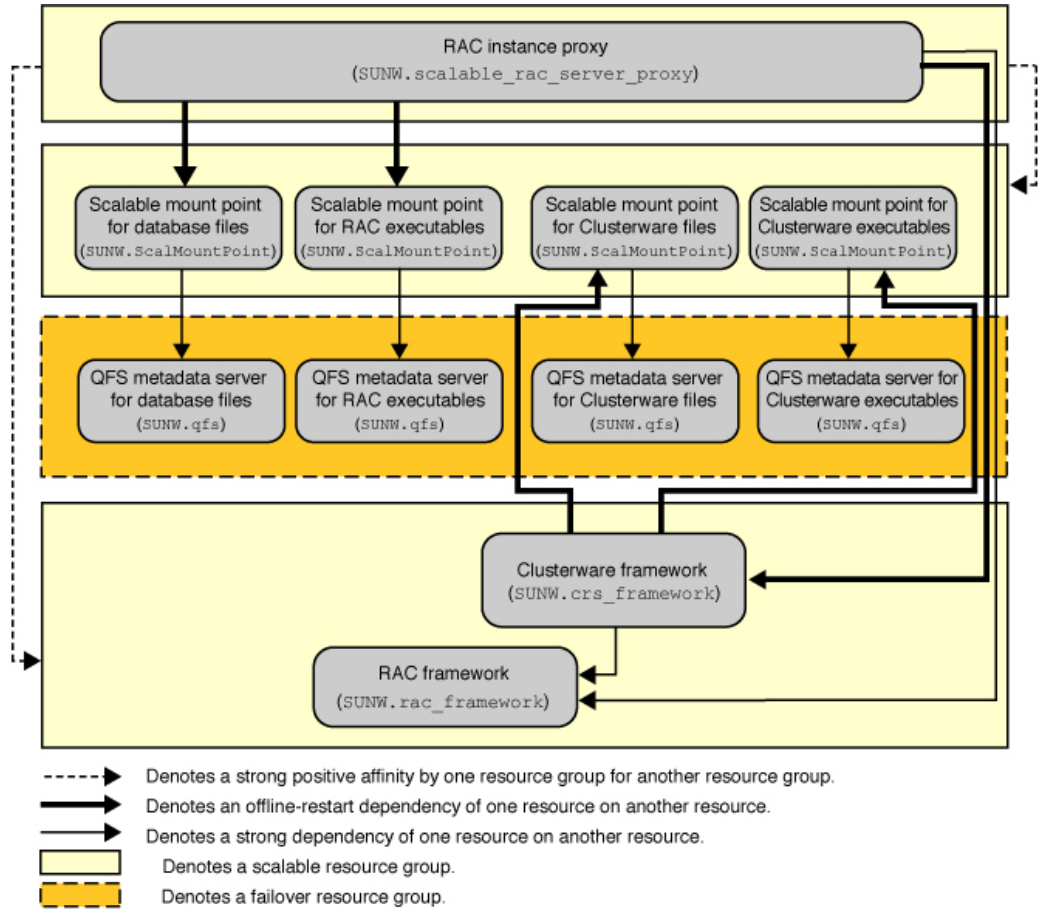 RAC instance proxy
(SUNW.scalable_rac_server_proxy)
Scalable mount point
for database files
(SUNW.ScalMountPoint)
Scalable mount point
for RAC executables
(SUNW.ScalMountPoint)
Scalable mount point
for Clusterware files
(SUNW.ScalMountPoint)
Scalable mount point for
Clusterware executables
(SUNW.ScalMountPoint)
QFS metadata server
for database files
(SUNW.qfs)
QFS metadata server
for RAC executables
(SUNW.qfs)
QFS metadata server
for Clusterware files
(SUNW.qfs)
QFS metadata server for
Clusterware executables
(SUNW.qfs)
Clusterware framework
(SUNW.crs_framework)
RAC framework
(SUNW.rac_framework)
Denotes a strong positive affinity by one resource group for another resource group.
Denotes an offline-restart dependency of one resource on another resource.
Denotes a strong dependency of one resource on another resource.
Denotes a scalable resource group.
Denotes a failover resource group.